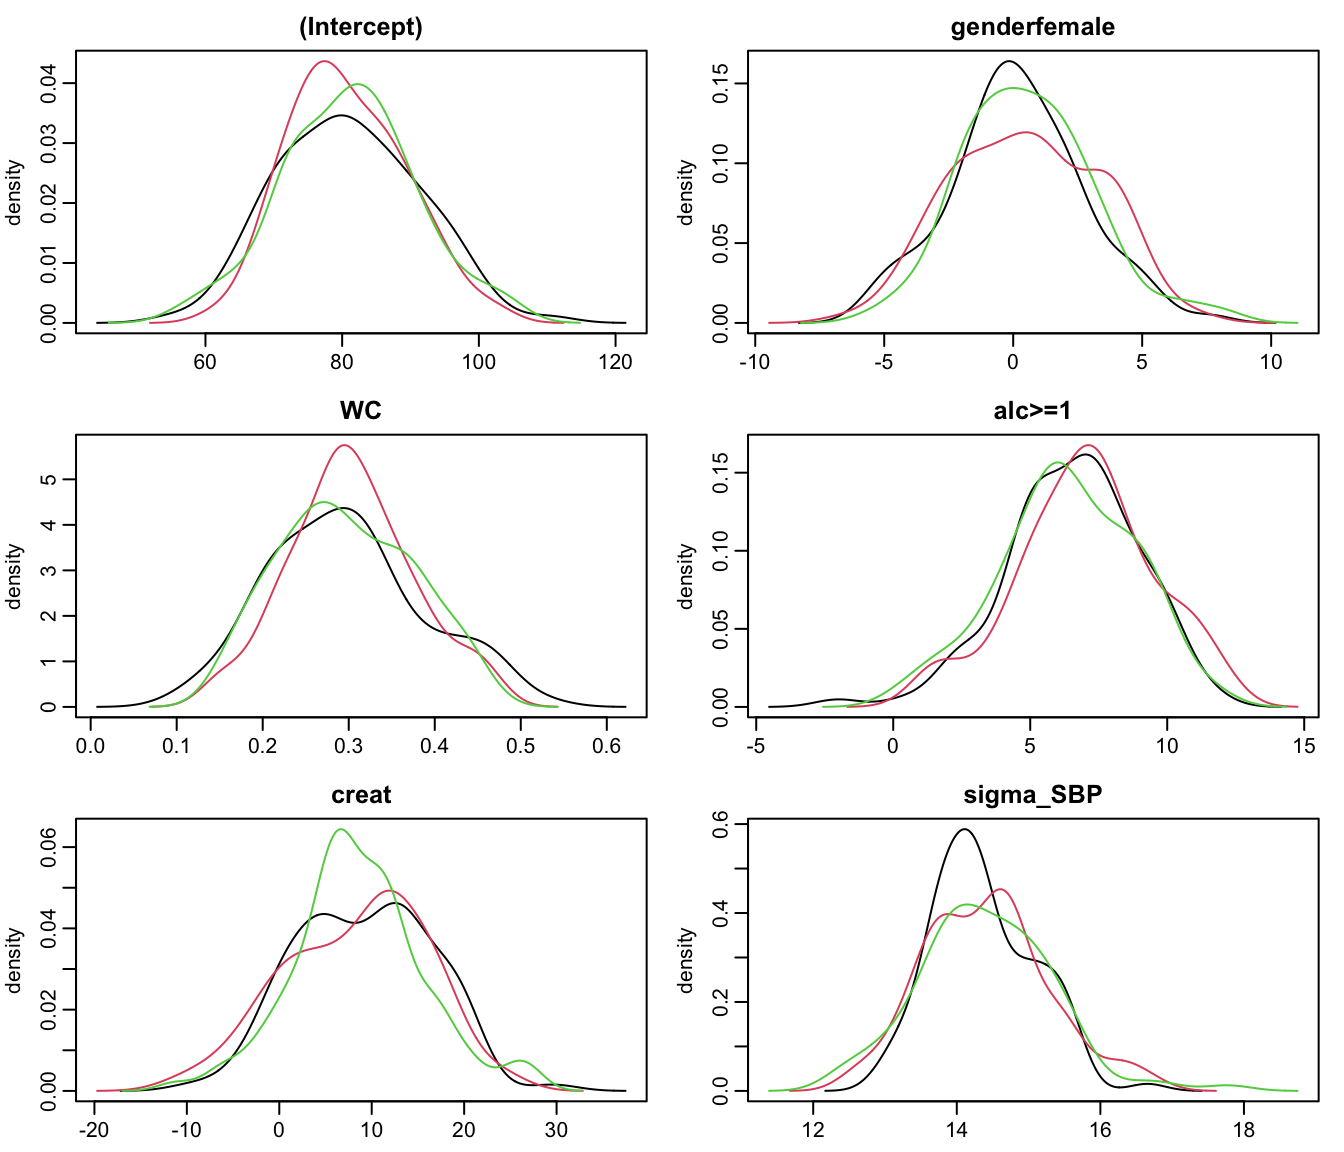 (Intercept)
density
0.00 0.01 0.02 0.03 0.04
60 80 100 120
genderfemale
density
0.00 0.05 0.10 0.15
-10 -5 0 5 10
WC
density
0 1 2 3 4 5
0.0 0.1 0.2 0.3 0.4 0.5 0.6
alc>=1
density
0.00 0.05 0.10 0.15
-5 0 5 10 15
creat
density
0.00 0.02 0.04 0.06
-20 -10 0 10 20 30
sigma_SBP
density
0.0 0.2 0.4 0.6
12 14 16 18